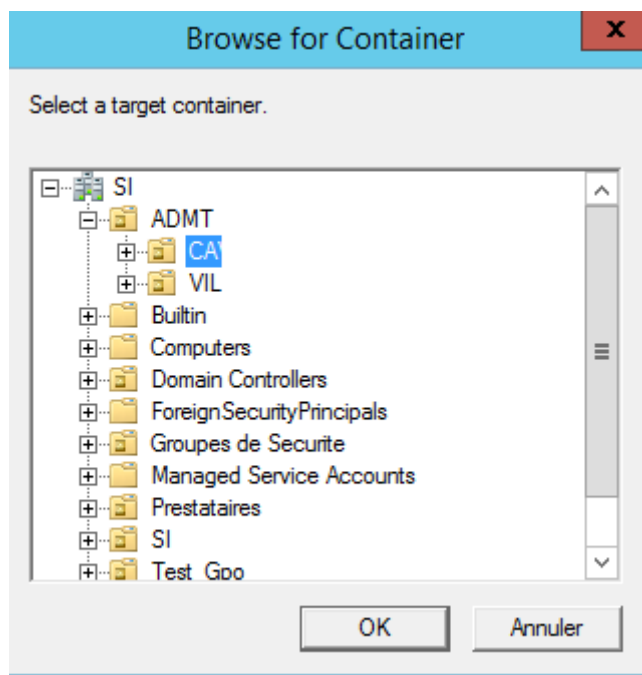 Browse for Container
x
Select a target container.
SI
ADMT
CA
VIL
Builtin
Computers
Domain Controllers
ForeignSecurityPrincipals
Groupes de Securite
Managed Service Accounts
Prestataires
SI
Test_Gpo
OK
Annuler